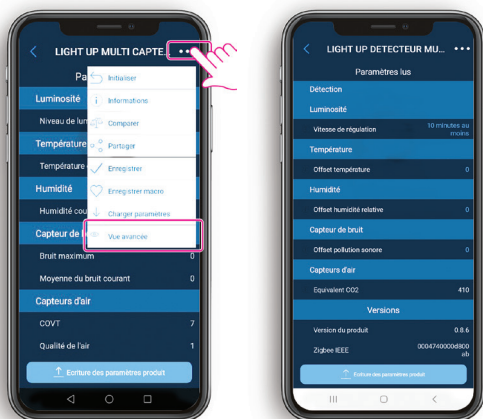 LIGHT UP MULTI CAPTE...
Pa
Initialiser
Luminosité
Informations
Niveau de lum
Comparer
Température
Partager
Température
Enregistrer
Humidité
Enregistrer macro
Humidité cou
Charger paramètres
Capteur de b
Vue avancée
Bruit maximum 0
Moyenne du bruit courant 0
Capteurs d'air
COVT 7
Qualité de l'air 1
Ecriture des paramètres produit
LIGHT UP DETECTEUR MU...
Paramètres lus
Détection
Luminosité
Vitesse de régulation 10 minutes au
moins
Température
Offset température 0
Humidité
Offset humidité relative 0
Capteur de bruit
Offset pollution sonore 0
Capteurs d'air
Equivalent CO2 410
Versions
Version du produit 0.8.6
Zigbee IEEE 0004740000d800
eb
Ecriture des paramètres produit